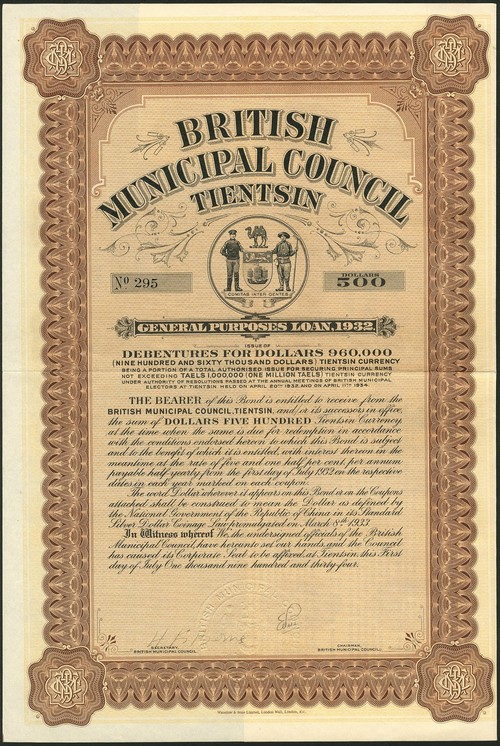 BRITISH
MUNICIPAL COUNCIL
TIENTSIN
COMITAS INTER GENTES
No 295
DOLLARS
500
GENERAL PURPOSES LOAN, 1932
ISSUE OF
DEBENTURES FOR DOLLARS 960,000
(NINE HUNDRED AND SIXTY THOUSAND DOLLARS) TIENTSIN CURRENCY
BEING A PORTION OF A TOTAL AUTHORISED ISSUE FOR SECURING PRINCIPAL SUMS
NOT EXCEEDING TAELS 1,000,000 (ONE MILLION TAELS) TIENTSIN CURRENCY
UNDER AUTHORITY OF RESOLUTIONS PASSED AT THE ANNUAL MEETINGS OF BRITISH MUNICIPAL
ELECTORS AT TIENTSIN, HELD ON APRIL 20TH 1932, AND ON APRIL 11TH 1934.
THE BEARER of this Bond is entitled to receive from the
BRITISH MUNICIPAL COUNCIL, TIENTSIN, and/or its successors in office,
the sum of DOLLARS FIVE HUNDRED Tientsin Currency,
at the time when the same is due for redemption in accordance
with the conditions endorsed hereon to which this Bond is subject
and to the benefit of which it is entitled, with interest thereon in the
meantime at the rate of five and one half per cent, per annum
payable half yearly, from the first day of July 1932 on the respective
dates in each year marked on each coupon.
The word Dollar wherever it appears on this Bond or on the Coupons
attached shall be construed to mean the Dollar as defined by
the National Government of the Republic of China in its Standard
Silver Dollar Coinage Law promulgated on March 8th 1933.
In Witness whereof We, the undersigned officials of the British
Municipal Council, have hereunto set our hands, and the Council
has caused its Corporate Seal to be affixed, at Tientsin, this First
day of July One thousand nine hundred and thirty-four.
SECRETARY,
BRITISH MUNICIPAL COUNCIL.
CHAIRMAN,
BRITISH MUNICIPAL COUNCIL.
Waterlow & Sons Limited, London Wall, London, E.C.